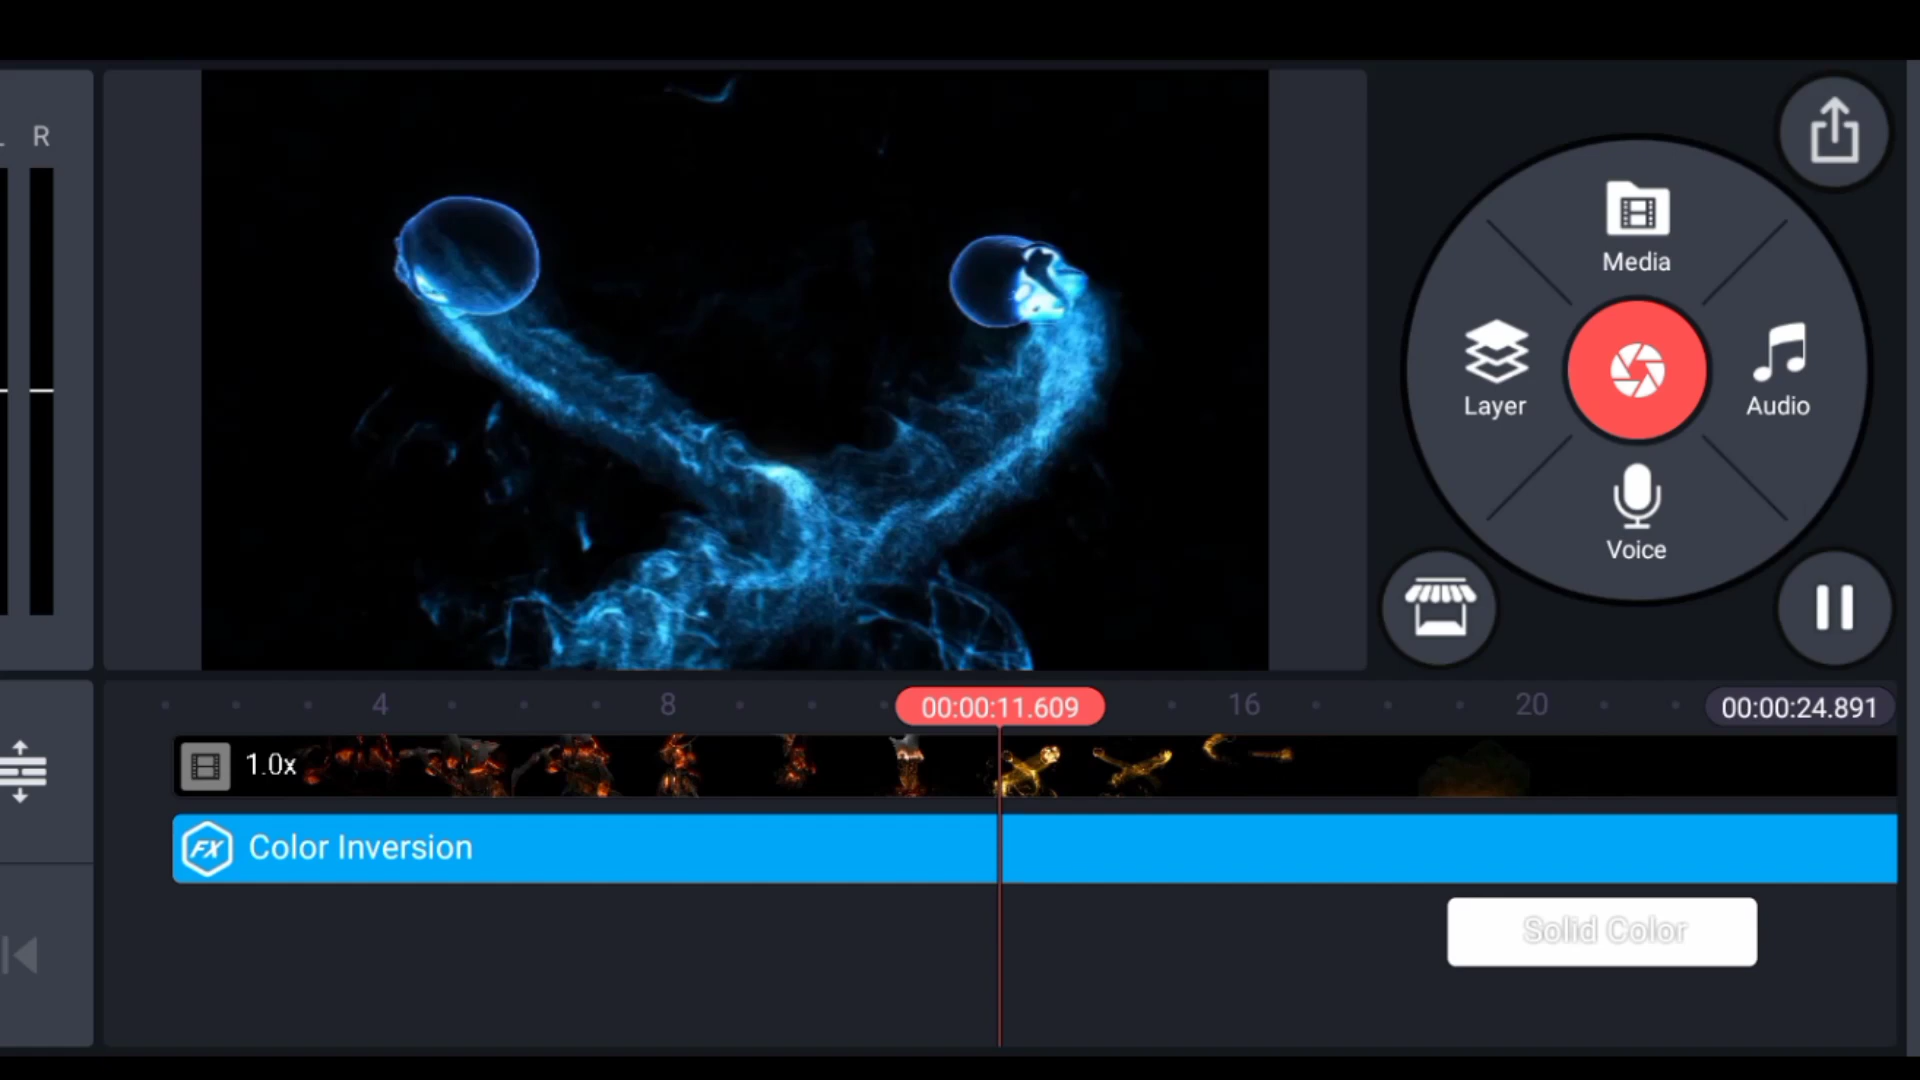 R
Media
Layer
Audio
Voice
4
8
00:00:11.609
16
20
00:00:24.891
1.0x
FX
Color Inversion
Solid Color